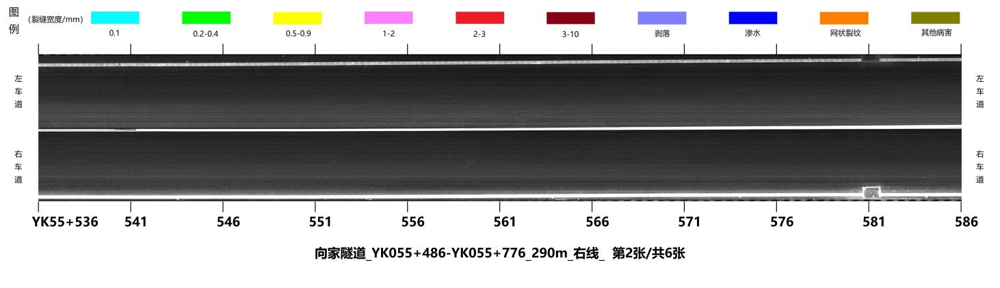 图例 (裂缝宽度/mm)
0.1 0.2-0.4 0.5-0.9 1-2 2-3 3-10 剥落 渗水 网状裂纹 其他病害
左车道 左车道
右车道 右车道
YK55+536 541 546 551 556 561 566 571 576 581 586
向家隧道_YK055+486-YK055+776_290m_右线_ 第2张/共6张